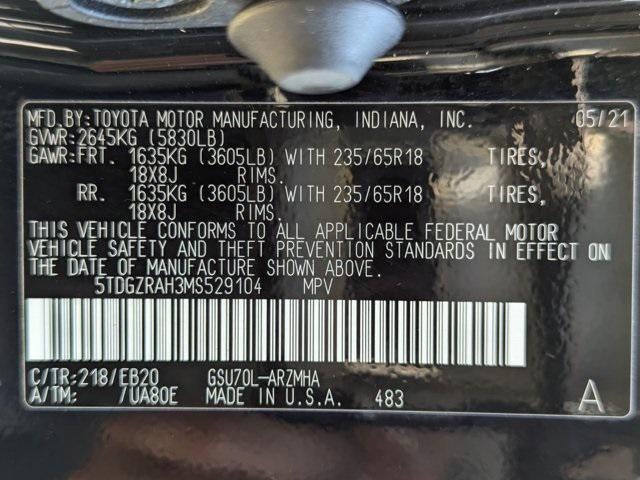 MFD.BY:TOYOTA MOTOR MANUFACTURING, INDIANA, INC. 05/21
GVWR:2645KG (5830LB)
GAWR:FRT. 1635KG (3605LB) WITH 235/65R18 TIRES,
18X8J RIMS.
RR. 1635KG (3605LB) WITH 235/65R18 TIRES,
18X8J RIMS.
THIS VEHICLE CONFORMS TO ALL APPLICABLE FEDERAL MOTOR
VEHICLE SAFETY AND THEFT PREVENTION STANDARDS IN EFFECT ON
THE DATE OF MANUFACTURE SHOWN ABOVE.
5TDGZRAH3MS529104 MPV
C/TR:218/EB20 GSU70L-ARZMHA
A/TM: /UA80E MADE IN U.S.A. 483 A